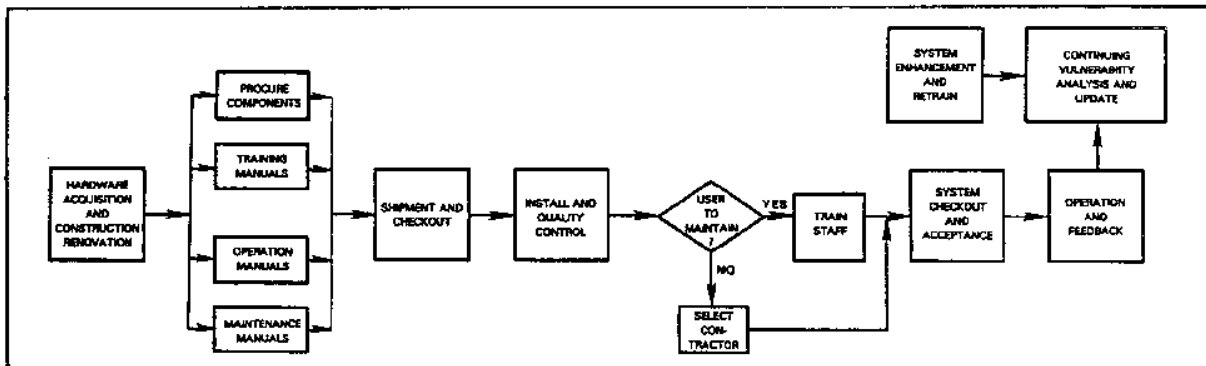 HARDWARE
ACQUISITION
AND
CONSTRUCTION
RENOVATION
PROCURE
COMPONENTS
TRAINING
MANUALS
OPERATION
MANUALS
MAINTENANCE
MANUALS
SHIPMENT AND
CHECKOUT
INSTALL AND
QUALITY
CONTROL
USER
TO
MAINTAIN
?
YES
NO
TRAIN
STAFF
SELECT
CON-
TRACTOR
SYSTEM
CHECKOUT
AND
ACCEPTANCE
OPERATION
AND
FEEDBACK
SYSTEM
ENHANCEMENT
AND
RETRAIN
CONTINUING
VULNERABILITY
ANALYSIS AND
UPDATE